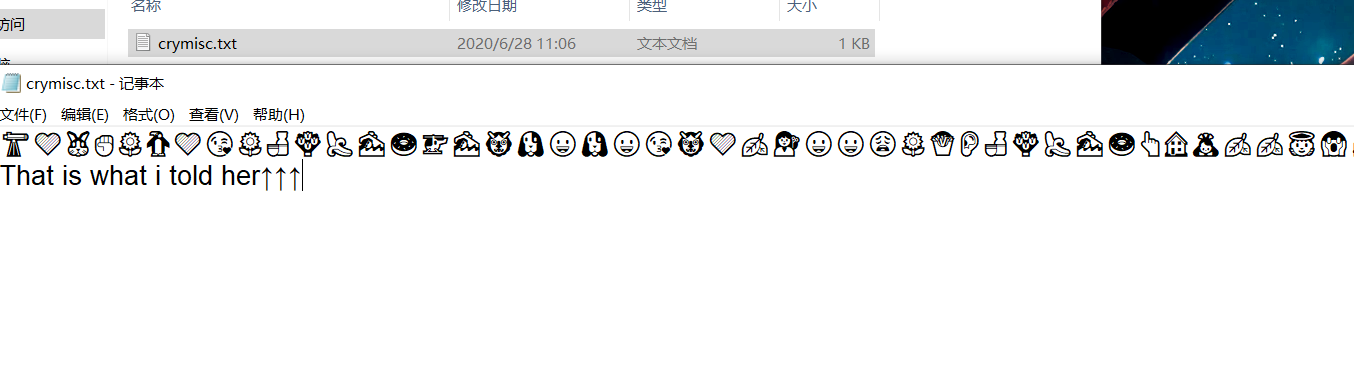 名称 修改日期 类型 大小
访问
crymisc.txt 2020/6/28 11:06 文本文档 1 KB
crymisc.txt - 记事本
文件(F) 编辑(E) 格式(O) 查看(V) 帮助(H)
That is what i told her↑↑↑